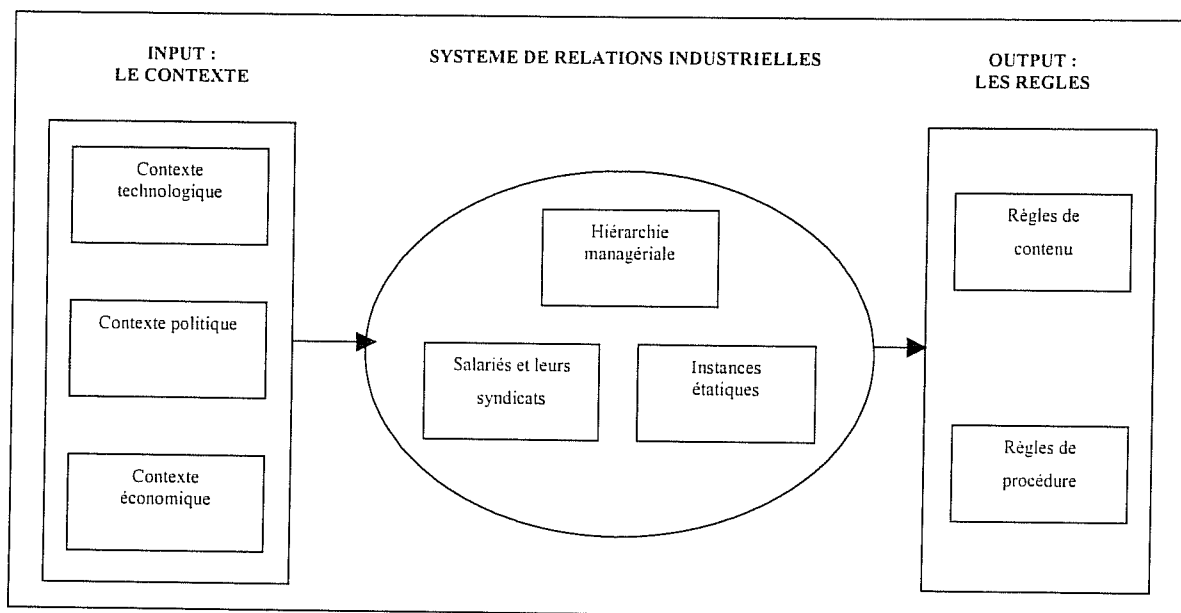 INPUT :
LE CONTEXTE
SYSTEME DE RELATIONS INDUSTRIELLES
OUTPUT :
LES REGLES
Contexte
technologique
Contexte politique
Contexte
économique
Hiérarchie
managériale
Salariés et leurs
syndicats
Instances
étatiques
Règles de
contenu
Règles de
procédure